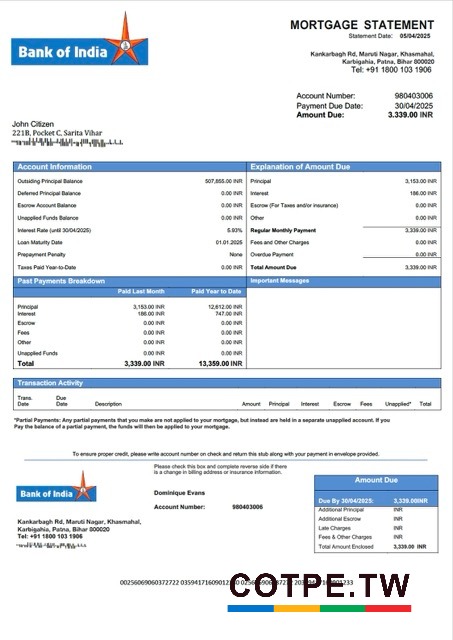 Bank of India
MORTGAGE STATEMENT
Statement Date: 05/04/2025
Kankarbagh Rd, Maruti Nagar, Khasmahal,
Karbigahia, Patna, Bihar 800020
Tel: +91 1800 103 1906
Account Number: 980403006
Payment Due Date: 30/04/2025
Amount Due: 3.339.00 INR
John Citizen
221B, Pocket C, Sarita Vihar
Account Information
Outsiding Principal Balance 507,855.00 INR
Deferred Principal Balance 0.00 INR
Escrow Account Balance 0.00 INR
Unapplied Funds Balance 0.00 INR
Interest Rate (until 30/04/2025) 5.93%
Loan Maturity Date 01.01.2025
Prepayment Penalty None
Taxes Paid Year-to-Date 0.00 INR
Explanation of Amount Due
Principal 3,153.00 INR
Interest 186.00 INR
Escrow (For Taxes and/or insurance) 0.00 INR
Other 0.00 INR
Regular Monthly Payment 3,339.00 INR
Fees and Other Charges 0.00 INR
Overdue Payment 0.00 INR
Total Amount Due 3,339.00 INR
Past Payments Breakdown
Paid Last Month Paid Year to Date
Principal 3,153.00 INR 12,612.00 INR
Interest 186.00 INR 747.00 INR
Escrow 0.00 INR 0.00 INR
Fees 0.00 INR 0.00 INR
Other 0.00 INR 0.00 INR
Unapplied Funds 0.00 INR 0.00 INR
Total 3,339.00 INR 13,359.00 INR
Important Messages
Transaction Activity
Trans. Date Due Date Description Amount Principal Interest Escrow Fees Unapplied* Total
*Partial Payments: Any partial payments that you make are not applied to your mortgage, but instead are held in a separate unapplied account. If you
Pay the balance of a partial payment, the funds will then be applied to your mortgage.
To ensure proper credit, please write account number on check and return this stub along with your payment in envelope provided.
Bank of India
Kankarbagh Rd, Maruti Nagar, Khasmahal,
Karbigahia, Patna, Bihar 800020
Tel: +91 1800 103 1906
Please check this box and complete reverse side if there
is a change in billing address or insurance information.
Dominique Evans
Account Number: 980403006
Amount Due
Due By 30/04/2025: 3,339.00INR
Additional Principal INR
Additional Escrow INR
Late Charges INR
Fees & Other Charges INR
Total Amount Enclosed 3,339.00 INR
COTPE.TW